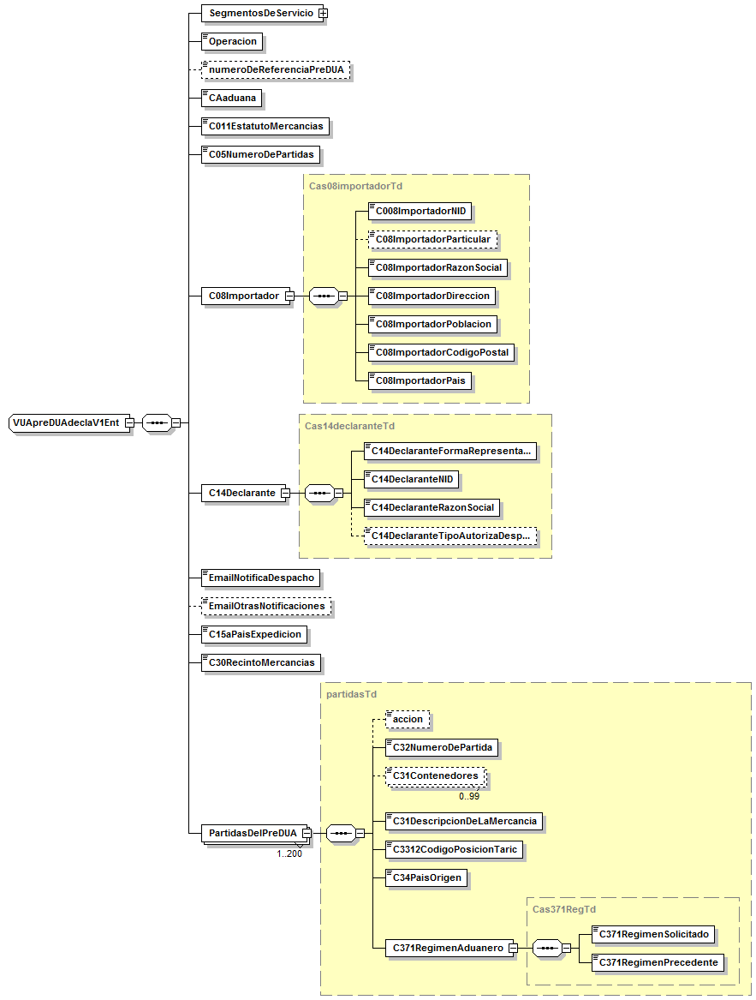 SegmentosDeServicio
Operacion
numeroDeReferenciaPreDUA
CAaduana
C011EstatutoMercancias
C05NumeroDePartidas
Cas08importadorTd
C008ImportadorNID
C08ImportadorParticular
C08ImportadorRazonSocial
C08Importador
C08ImportadorDireccion
C08ImportadorPoblacion
C08ImportadorCodigoPostal
C08ImportadorPais
VUApreDUAdeclaV1Ent
Cas14declaranteTd
C14DeclaranteFormaRepresenta...
C14DeclaranteNID
C14Declarante
C14DeclaranteRazonSocial
C14DeclaranteTipoAutorizaDesp...
EmailNotificaDespacho
EmailOtrasNotificaciones
C15aPaisExpedicion
C30RecintoMercancias
partidasTd
accion
C32NumeroDePartida
C31Contenedores
0..99
C31DescripcionDeLaMercancia
PartidasDelPreDUA
1..200
C3312CodigoPosicionTaric
C34PaisOrigen
Cas371RegTd
C371RegimenSolicitado
C371RegimenAduanero
C371RegimenPrecedente